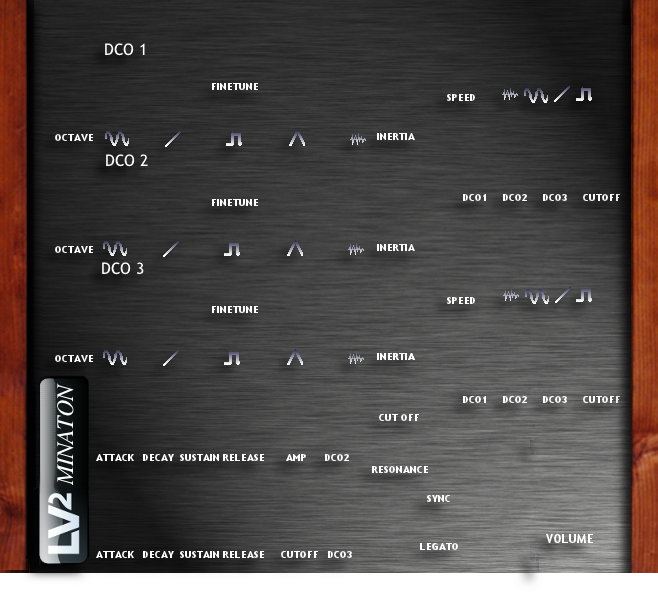 DCO 1
FINETUNE
SPEED
OCTAVE INERTIA
DCO 2
DCO1 DCO2 DCO3 CUTOFF
FINETUNE
OCTAVE INERTIA
DCO 3
SPEED
FINETUNE
OCTAVE INERTIA
DCO1 DCO2 DCO3 CUTOFF
CUT OFF
LV2 MINATON
ATTACK DECAY SUSTAIN RELEASE AMP DCO2
RESONANCE
SYNC
VOLUME
LEGATO
ATTACK DECAY SUSTAIN RELEASE CUTOFF DCO3